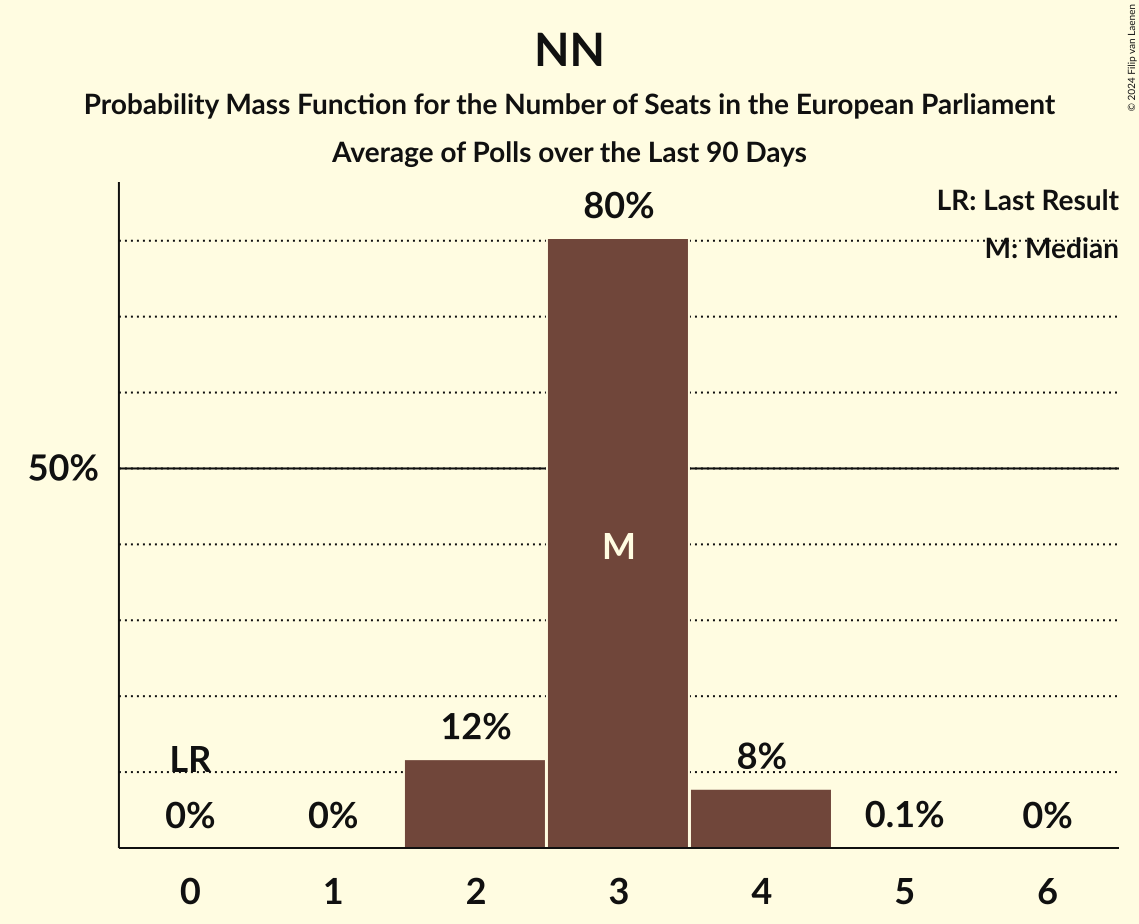 NN
Probability Mass Function for the Number of Seats in the European Parliament
Average of Polls over the Last 90 Days
© 2024 Filip van Laenen
LR: Last Result
M: Median
80%
50%
M
12%
LR
8%
0%
0%
0.1%
0%
0
1
2
3
4
5
6